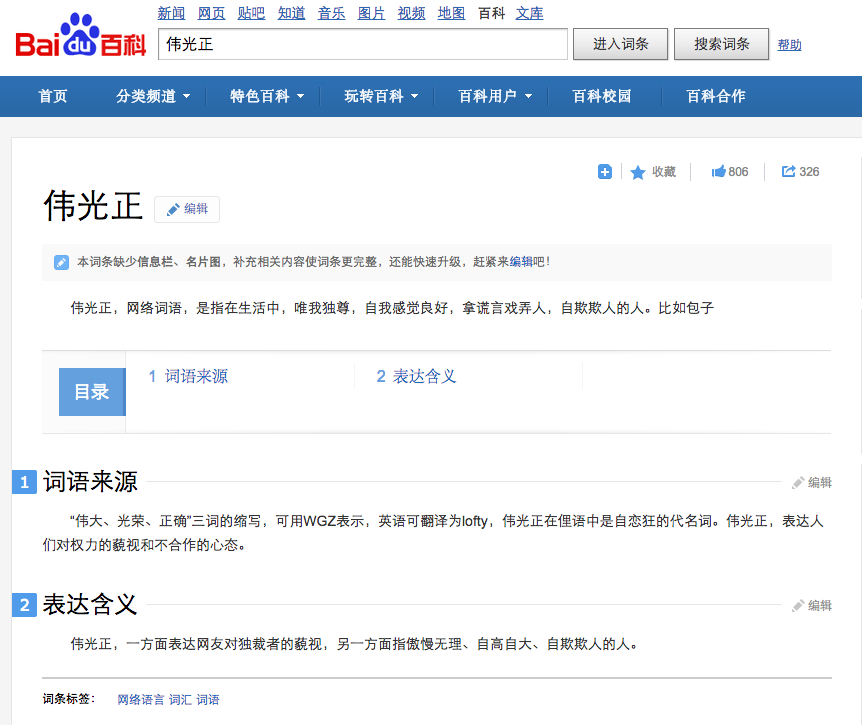 新闻 网页 贴吧 知道 音乐 图片 视频 地图 百科 文库
Bai du 百科
伟光正 进入词条 搜索词条 帮助
首页 分类频道 特色百科 玩转百科 百科用户 百科校园 百科合作
收藏 806 326
伟光正 编辑
本词条缺少信息栏、名片图，补充相关内容使词条更完整，还能快速升级，赶紧来编辑吧！
伟光正，网络词语，是指在生活中，唯我独尊，自我感觉良好，拿谎言戏弄人，自欺欺人的人。比如包子
目录 1 词语来源 2 表达含义
1 词语来源 编辑
“伟大、光荣、正确”三词的缩写，可用WGZ表示，英语可翻译为lofty，伟光正在俚语中是自恋狂的代名词。伟光正，表达人
们对权力的藐视和不合作的心态。
2 表达含义 编辑
伟光正，一方面表达网友对独裁者的藐视，另一方面指傲慢无理、自高自大、自欺欺人的人。
词条标签： 网络语言 词汇 词语